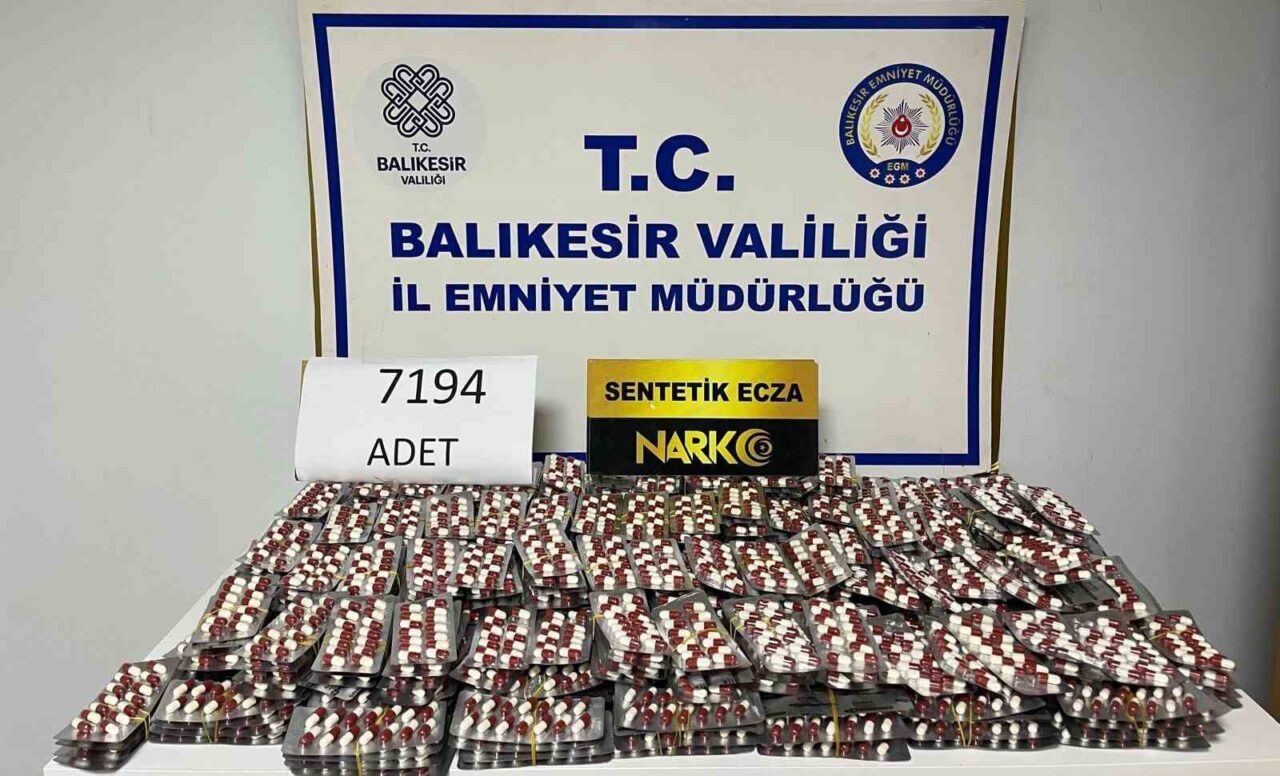 T.C.
BALIKESİR
VALİLİĞİ
BALIKESİR EMNİYET MÜDÜRLÜĞÜ
EGM
T.C.
BALIKESİR VALİLİĞİ
İL EMNİYET MÜDÜRLÜĞÜ
7194
ADET
SENTETİK ECZA
NARKO